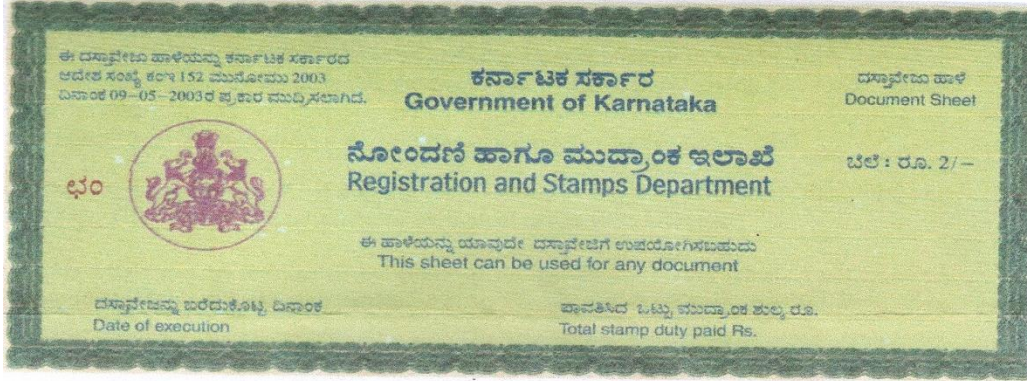 ಈ ದಸ್ತಾವೇಜು ಹಾಳೆಯನ್ನು ಕರ್ನಾಟಕ ಸರ್ಕಾರದ
ಆದೇಶ ಸಂಖ್ಯೆ ಕಂಇ 152 ಮುನೋಮು 2003
ದಿನಾಂಕ 09-05-2003ರ ಪ್ರಕಾರ ಮುದ್ರಿಸಲಾಗಿದೆ.
ಕರ್ನಾಟಕ ಸರ್ಕಾರ
Government of Karnataka
ದಸ್ತಾವೇಜು ಹಾಳೆ
Document Sheet
ನೋಂದಣಿ ಹಾಗೂ ಮುದ್ರಾಂಕ ಇಲಾಖೆ
Registration and Stamps Department
ಬೆಲೆ : ರೂ. 2/-
ಛಂ
ಈ ಹಾಳೆಯನ್ನು ಯಾವುದೇ ದಸ್ತಾವೇಜಿಗೆ ಉಪಯೋಗಿಸಬಹುದು
This sheet can be used for any document
ದಸ್ತಾವೇಜನ್ನು ಬರೆದುಕೊಟ್ಟ ದಿನಾಂಕ
Date of execution
ಪಾವತಿಸಿದ ಒಟ್ಟು ಮುದ್ರಾಂಕ ಶುಲ್ಕ ರೂ.
Total stamp duty paid Rs.